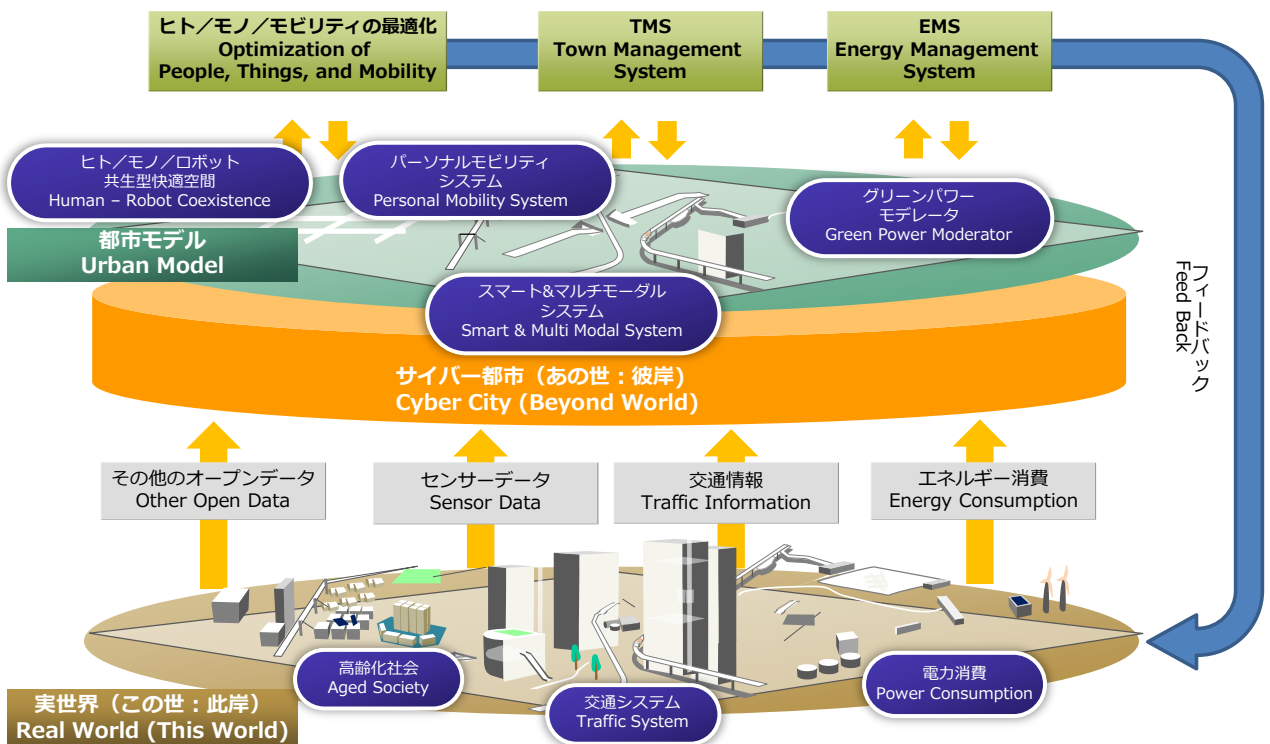 ヒト／モノ／モビリティの最適化
Optimization of
People, Things, and Mobility
TMS
Town Management
System
EMS
Energy Management
System
ヒト／モノ／ロボット
共生型快適空間
Human – Robot Coexistence
パーソナルモビリティ
システム
Personal Mobility System
グリーンパワー
モデレータ
Green Power Moderator
都市モデル
Urban Model
スマート&マルチモーダル
システム
Smart & Multi Modal System
フィードバック
Feed Back
サイバー都市（あの世：彼岸)
Cyber City (Beyond World)
その他のオープンデータ
Other Open Data
センサーデータ
Sensor Data
交通情報
Traffic Information
エネルギー消費
Energy Consumption
高齢化社会
Aged Society
交通システム
Traffic System
電力消費
Power Consumption
実世界（この世：此岸）
Real World (This World)